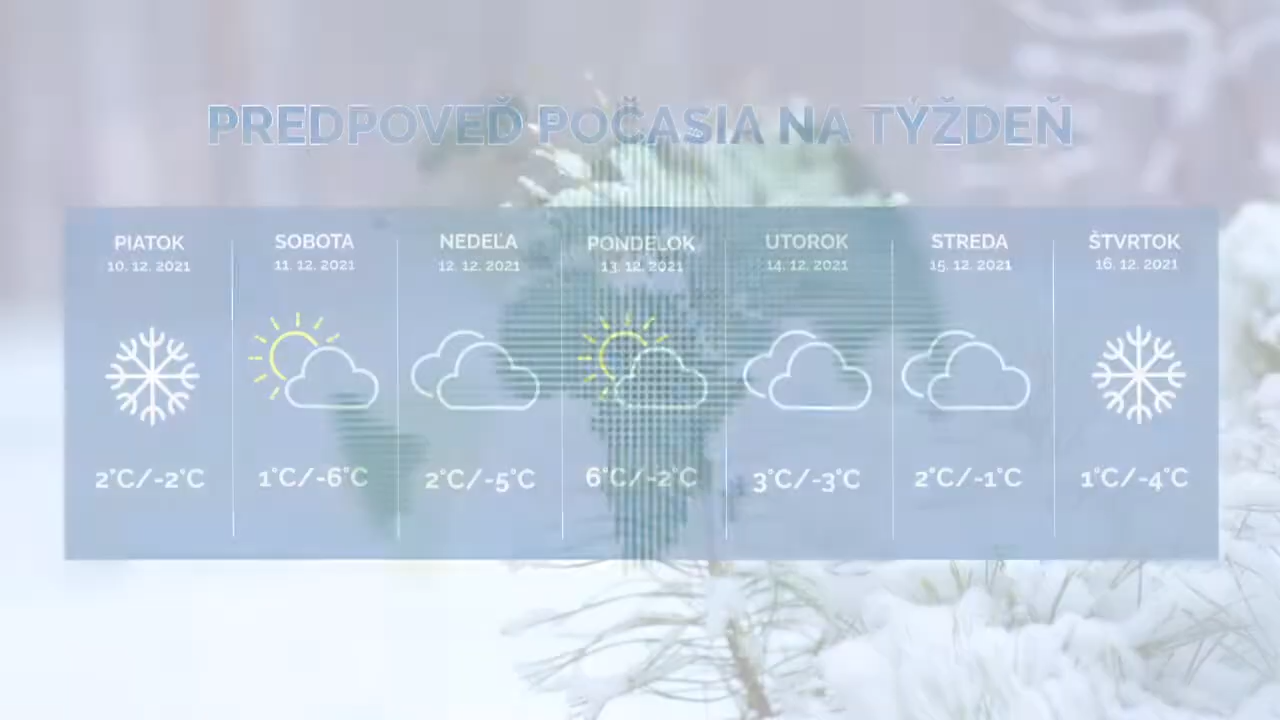 PREDPOVEĎ POČASIA NA TÝŽDEŇ
PIATOK
10. 12. 2021
2°C/-2°C
SOBOTA
11. 12. 2021
1°C/-6°C
NEDEĽA
12. 12. 2021
2°C/-5°C
PONDELOK
13. 12. 2021
6°C/-2°C
UTOROK
14. 12. 2021
3°C/-3°C
STREDA
15. 12. 2021
2°C/-1°C
ŠTVRTOK
16. 12. 2021
1°C/-4°C